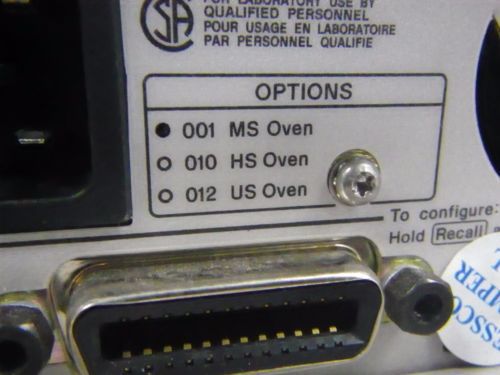 FOR LABORATORY USE BY
QUALIFIED PERSONNEL
POUR USAGE EN LABORATOIRE
PAR PERSONNEL QUALIFIE
OPTIONS
001 MS Oven
010 HS Oven
012 US Oven
To configure:
Hold Recall